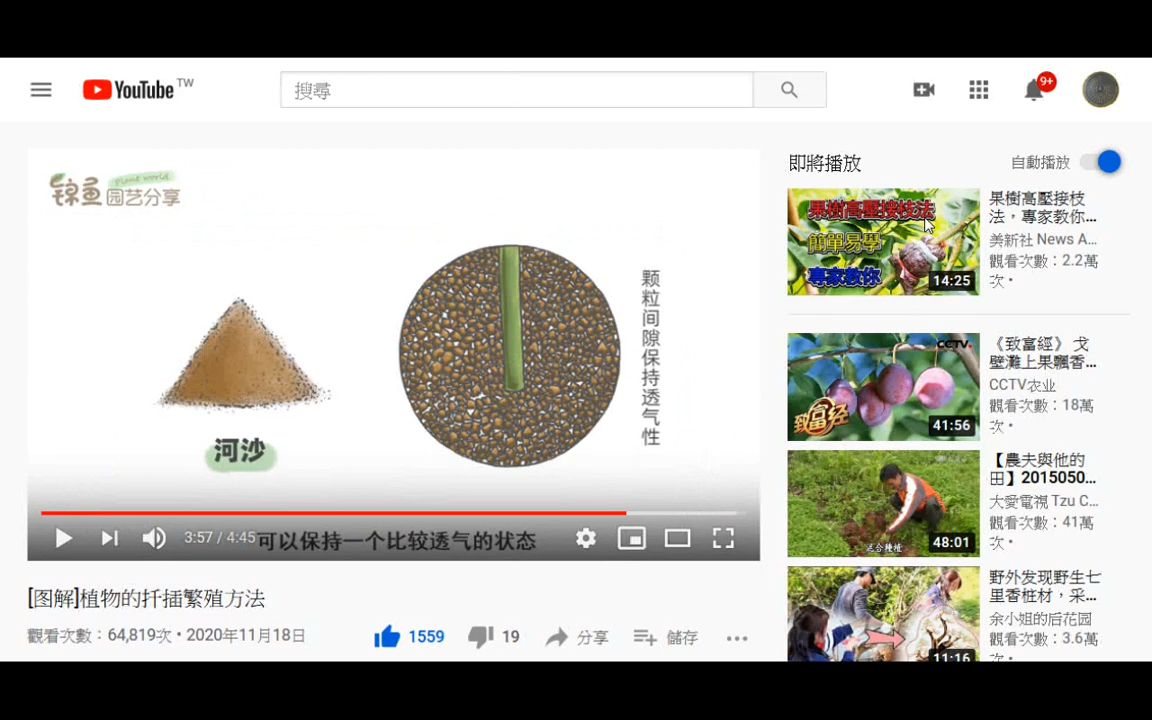 YouTube TW
搜尋
9+
锦鱼
plant world
园艺分享
颗粒间隙保持透气性
河沙
3:57 / 4:45
可以保持一个比较透气的状态
[图解]植物的扦插繁殖方法
觀看次數：64,819次 • 2020年11月18日
1559
19
分享
儲存
即將播放
自動播放
果樹高壓接枝法
簡單易學
專家教你
14:25
果樹高壓接枝
法，專家教你...
美新社 News A...
觀看次數：2.2萬
次 •
CCTV.
致富经
41:56
《致富經》 戈
壁灘上果飄香...
CCTV农业
觀看次數：18萬
次 •
混合種植
48:01
【農夫與他的
田】2015050...
大愛電視 Tzu C...
觀看次數：41萬
次 •
11:16
野外发现野生七
里香桩材，采...
余小姐的后花园
觀看次數：3.6萬
次 •